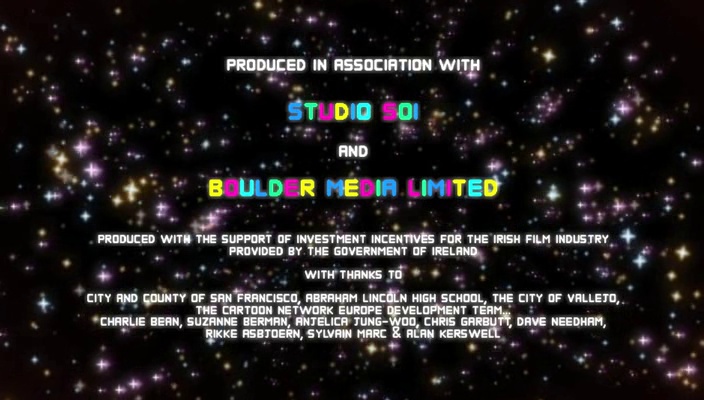 PRODUCED IN ASSOCIATION WITH
STUDIO SOI
AND
BOULDER MEDIA LIMITED
PRODUCED WITH THE SUPPORT OF INVESTMENT INCENTIVES FOR THE IRISH FILM INDUSTRY
PROVIDED BY THE GOVERNMENT OF IRELAND
WITH THANKS TO
CITY AND COUNTY OF SAN FRANCISCO, ABRAHAM LINCOLN HIGH SCHOOL, THE CITY OF VALLEJO,
THE CARTOON NETWORK EUROPE DEVELOPMENT TEAM...
CHARLIE BEAN, SUZANNE BERMAN, ANJELICA JUNG-WOO, CHRIS GARBUTT, DAVE NEEDHAM,
RIKKE ASBJOERN, SYLVAIN MARC & ALAN KERSWELL